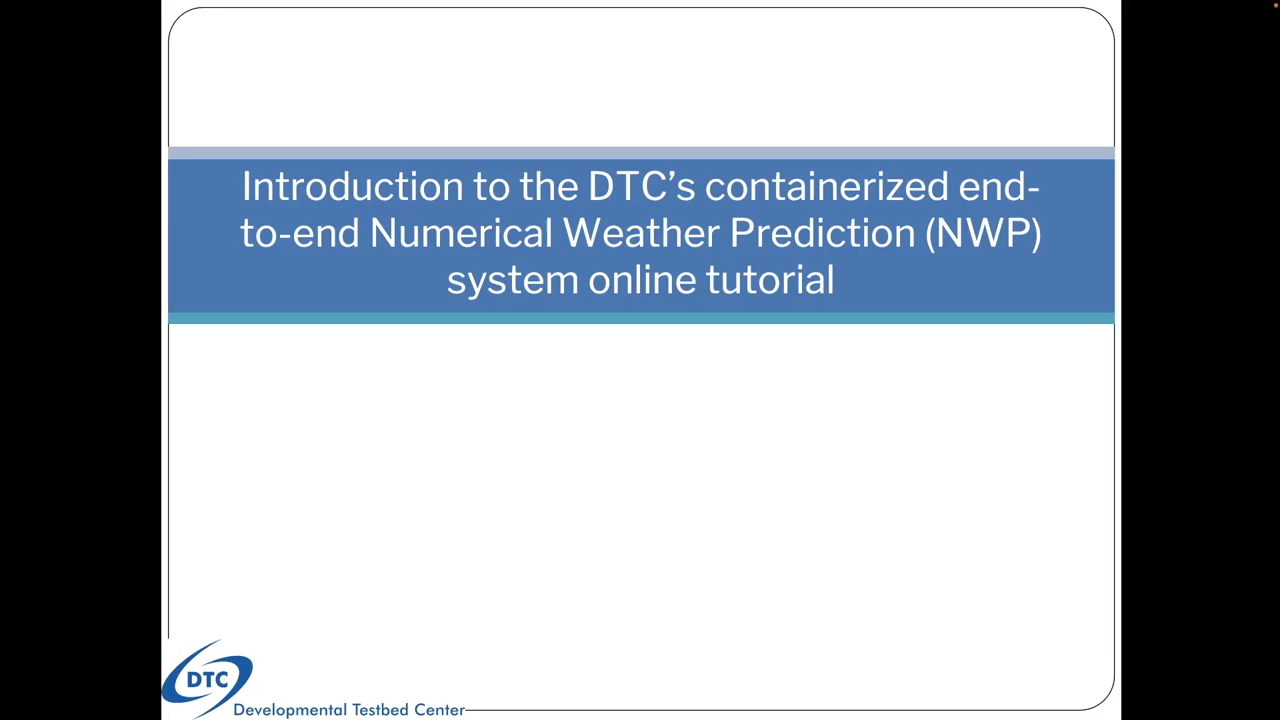 Introduction to the DTC’s containerized end-
to-end Numerical Weather Prediction (NWP)
system online tutorial
DTC
Developmental Testbed Center